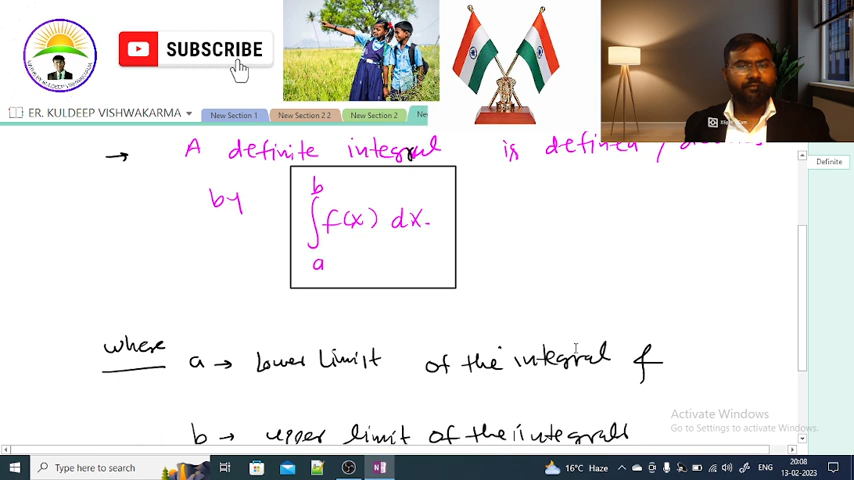 SUBSCRIBE
ER. KULDEEP VISHWAKARMA
New Section 1
New Section 2 2
New Section 2
Definite
→ A definite integral is defined /
by
b
∫ f(x) dx.
a
where a → lower limit of the integral f
b → upper limit of the integrals
Activate Windows
Go to Settings to activate Windows.
Type here to search
16°C Haze
ENG
20:08
13-02-2023